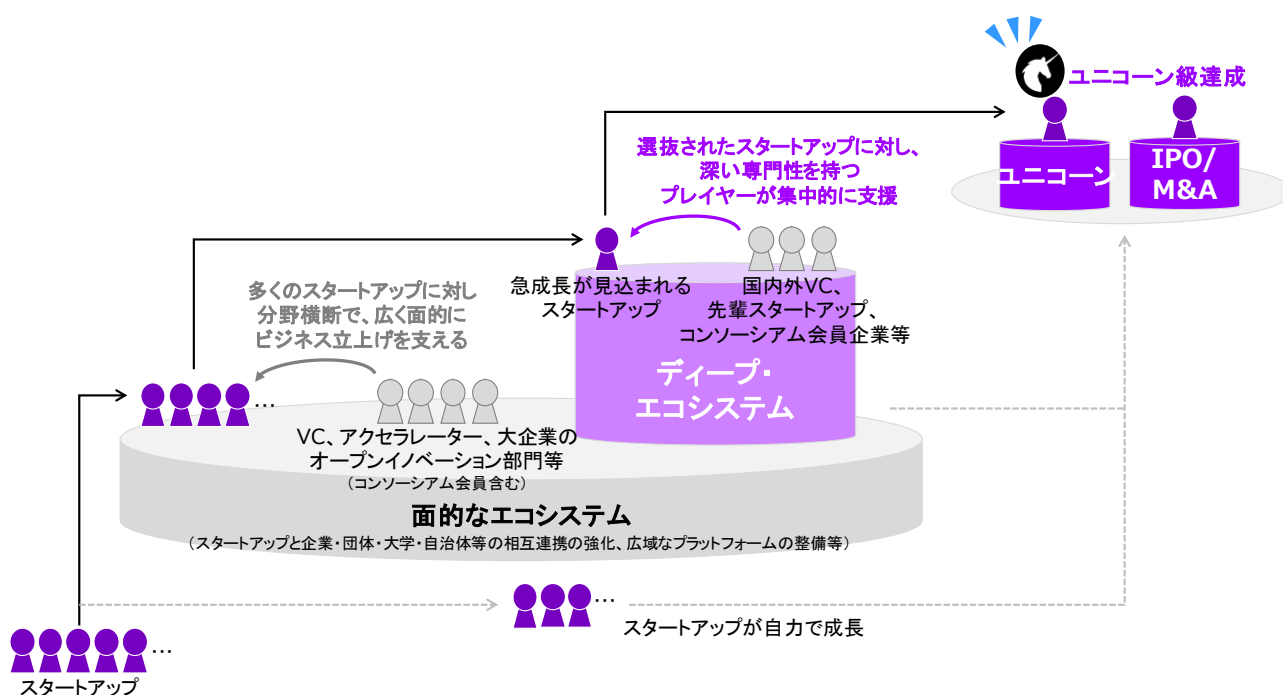 ユニコーン級達成
ユニコーン
IPO/
M&A
選抜されたスタートアップに対し、
深い専門性を持つ
プレイヤーが集中的に支援
急成長が見込まれる
スタートアップ
国内外VC、
先輩スタートアップ、
コンソーシアム会員企業等
ディープ・
エコシステム
多くのスタートアップに対し
分野横断で、広く面的に
ビジネス立上げを支える
…
VC、アクセラレーター、大企業の
オープンイノベーション部門等
（コンソーシアム会員含む）
面的なエコシステム
（スタートアップと企業・団体・大学・自治体等の相互連携の強化、広域なプラットフォームの整備等）
…
スタートアップが自力で成長
…
スタートアップ